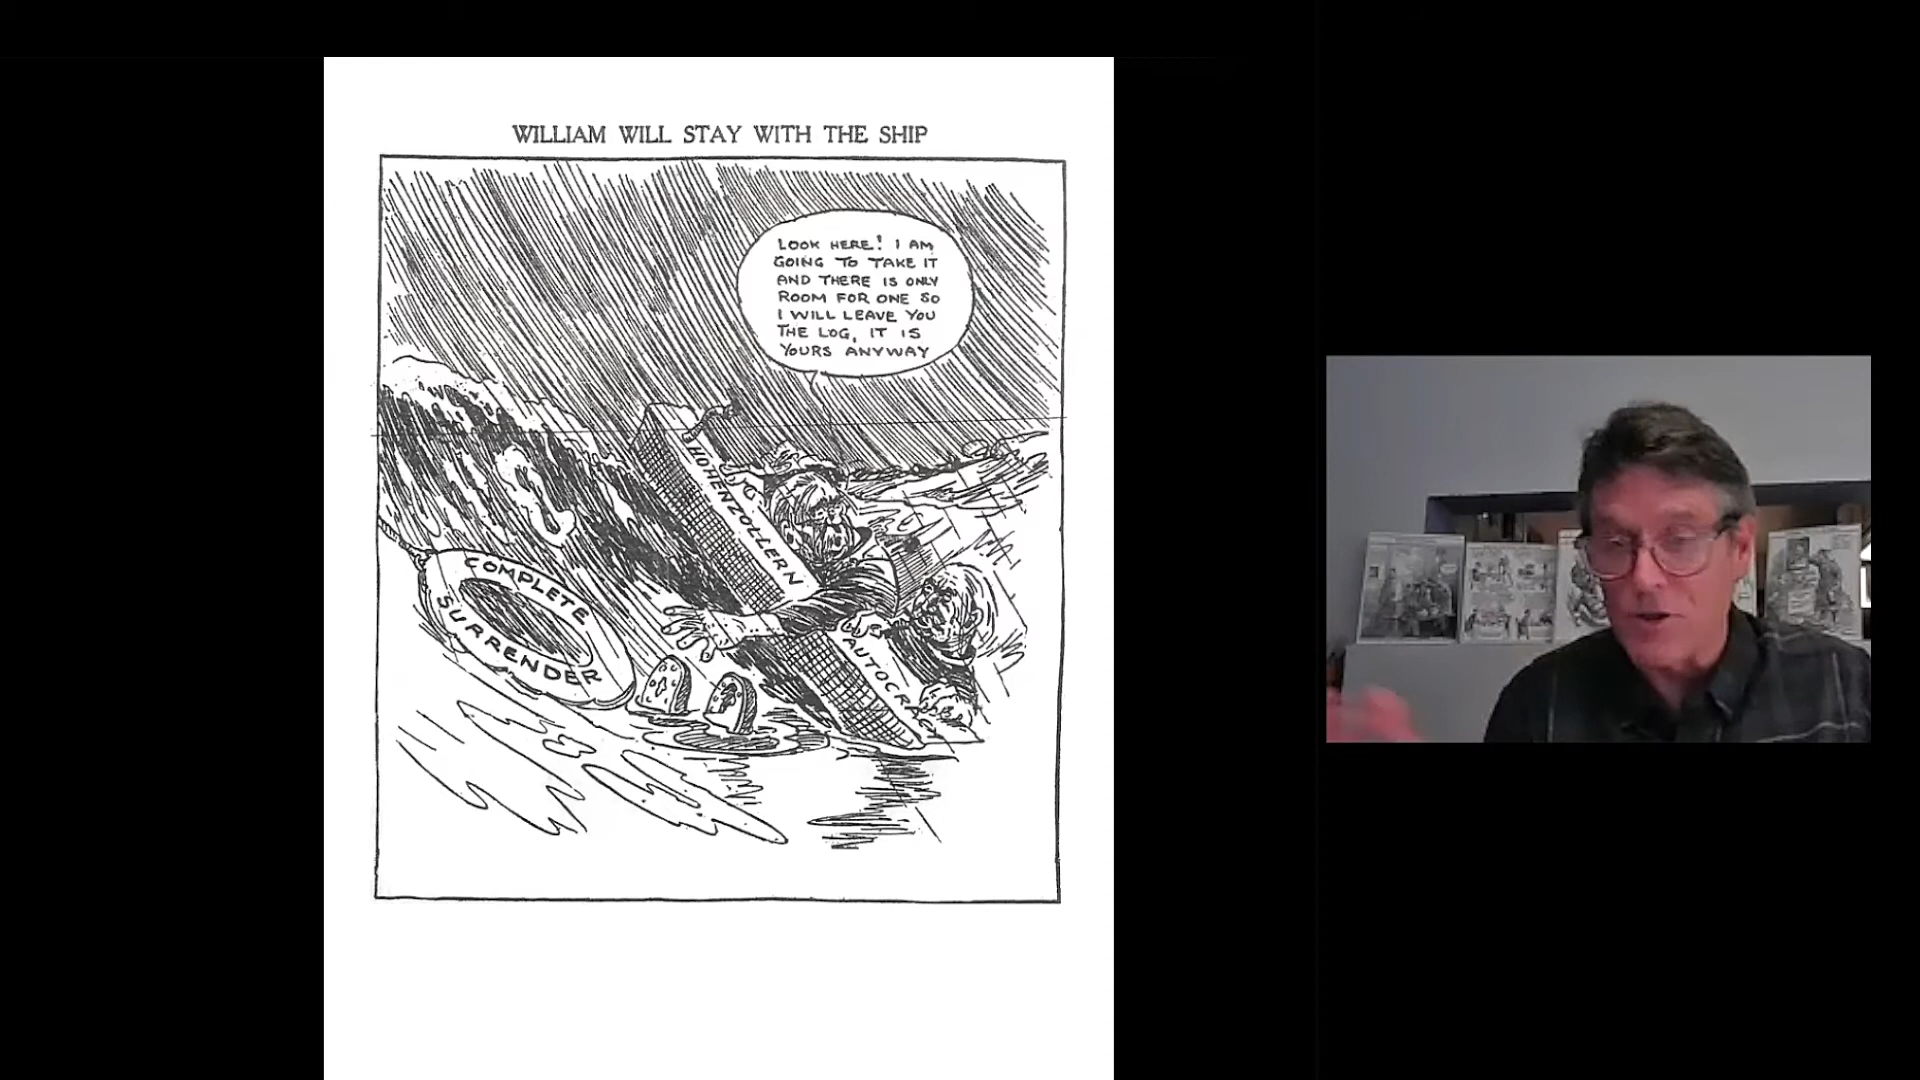 WILLIAM WILL STAY WITH THE SHIP
LOOK HERE! I AM
GOING TO TAKE IT
AND THERE IS ONLY
ROOM FOR ONE SO
I WILL LEAVE YOU
THE LOG, IT IS
YOURS ANYWAY
HOHENZOLLERN
COMPLETE
SURRENDER
AUTOCRACY